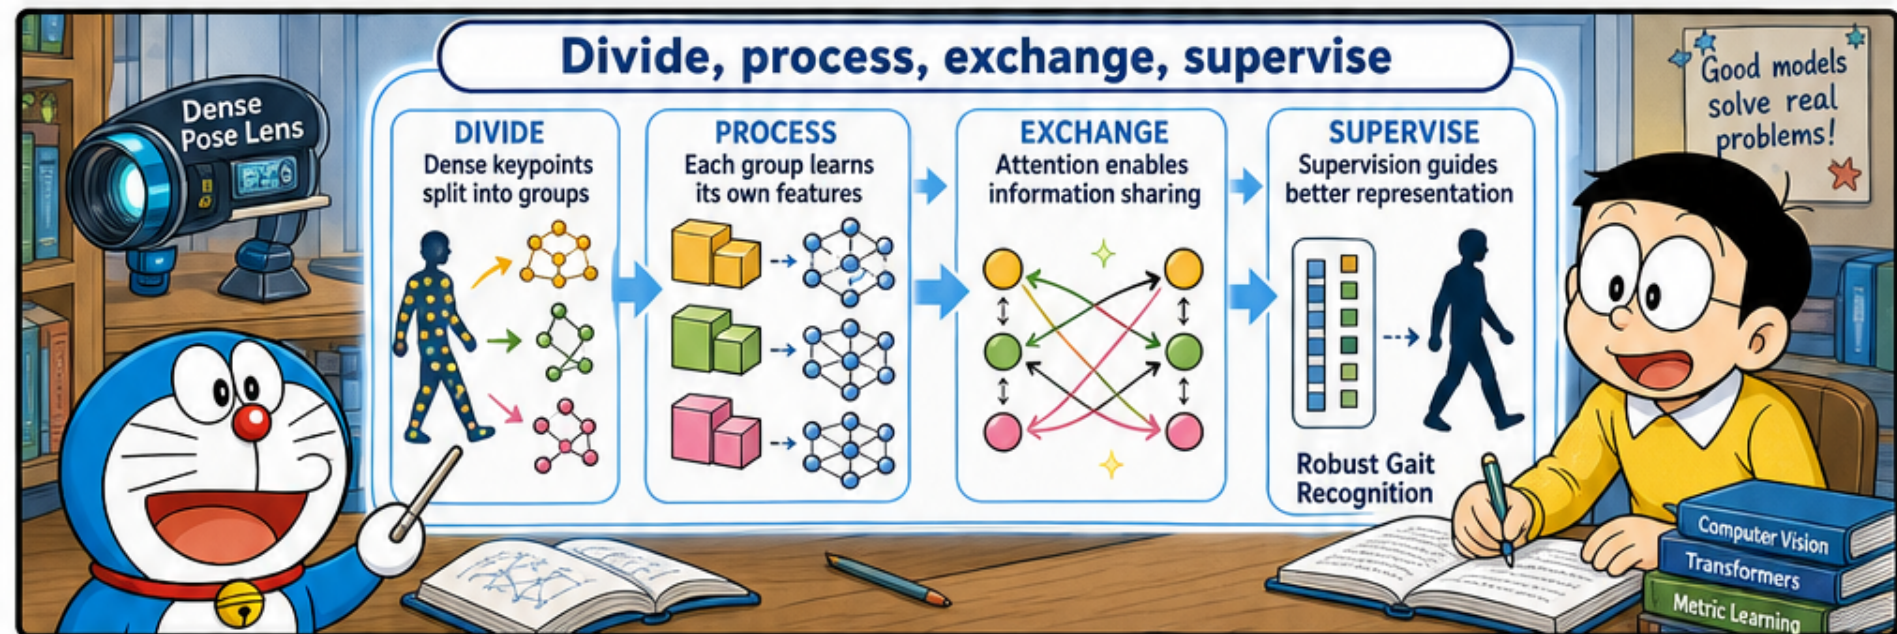 Divide, process, exchange, supervise
Dense
Pose Lens
Good models
solve real
problems!
DIVIDE
Dense keypoints
split into groups
PROCESS
Each group learns
its own features
EXCHANGE
Attention enables
information sharing
SUPERVISE
Supervision guides
better representation
Robust Gait
Recognition
Computer Vision
Transformers
Metric Learning